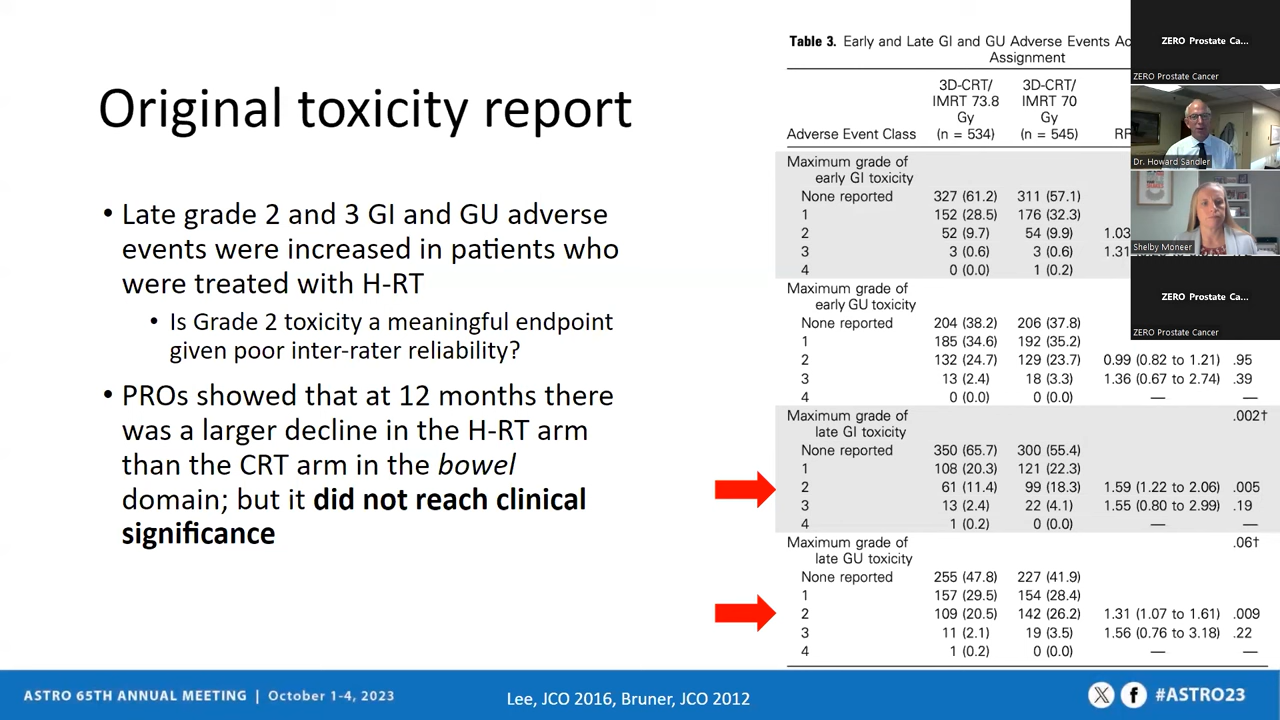 Original toxicity report
• Late grade 2 and 3 GI and GU adverse
events were increased in patients who
were treated with H-RT
• Is Grade 2 toxicity a meaningful endpoint
given poor inter-rater reliability?
• PROs showed that at 12 months there
was a larger decline in the H-RT arm
than the CRT arm in the bowel
domain; but it did not reach clinical
significance
Table 3. Early and Late GI and GU Adverse Events
Assignment
Adverse Event Class
3D-CRT/
IMRT 73.8
Gy
(n = 534)
3D-CRT/
IMRT 70
Gy
(n = 545)
Maximum grade of
early GI toxicity
None reported 327 (61.2) 311 (57.1)
1 152 (28.5) 176 (32.3)
2 52 (9.7) 54 (9.9) 1.03
3 3 (0.6) 3 (0.6) 1.31
4 0 (0.0) 1 (0.2)
Maximum grade of
early GU toxicity
None reported 204 (38.2) 206 (37.8)
1 185 (34.6) 192 (35.2)
2 132 (24.7) 129 (23.7) 0.99 (0.82 to 1.21) .95
3 13 (2.4) 18 (3.3) 1.36 (0.67 to 2.74) .39
4 0 (0.0) 0 (0.0) — —
Maximum grade of .002†
late GI toxicity
None reported 350 (65.7) 300 (55.4)
1 108 (20.3) 121 (22.3)
2 61 (11.4) 99 (18.3) 1.59 (1.22 to 2.06) .005
3 13 (2.4) 22 (4.1) 1.55 (0.80 to 2.99) .19
4 1 (0.2) 0 (0.0) — —
Maximum grade of .06†
late GU toxicity
None reported 255 (47.8) 227 (41.9)
1 157 (29.5) 154 (28.4)
2 109 (20.5) 142 (26.2) 1.31 (1.07 to 1.61) .009
3 11 (2.1) 19 (3.5) 1.56 (0.76 to 3.18) .22
4 1 (0.2) 0 (0.0) — —
ZERO Prostate Ca...
ZERO Prostate Cancer
Dr. Howard Sandler
Shelby Moneer
ZERO Prostate Ca...
ZERO Prostate Cancer
ASTRO 65TH ANNUAL MEETING | October 1-4, 2023
Lee, JCO 2016, Bruner, JCO 2012
#ASTRO23